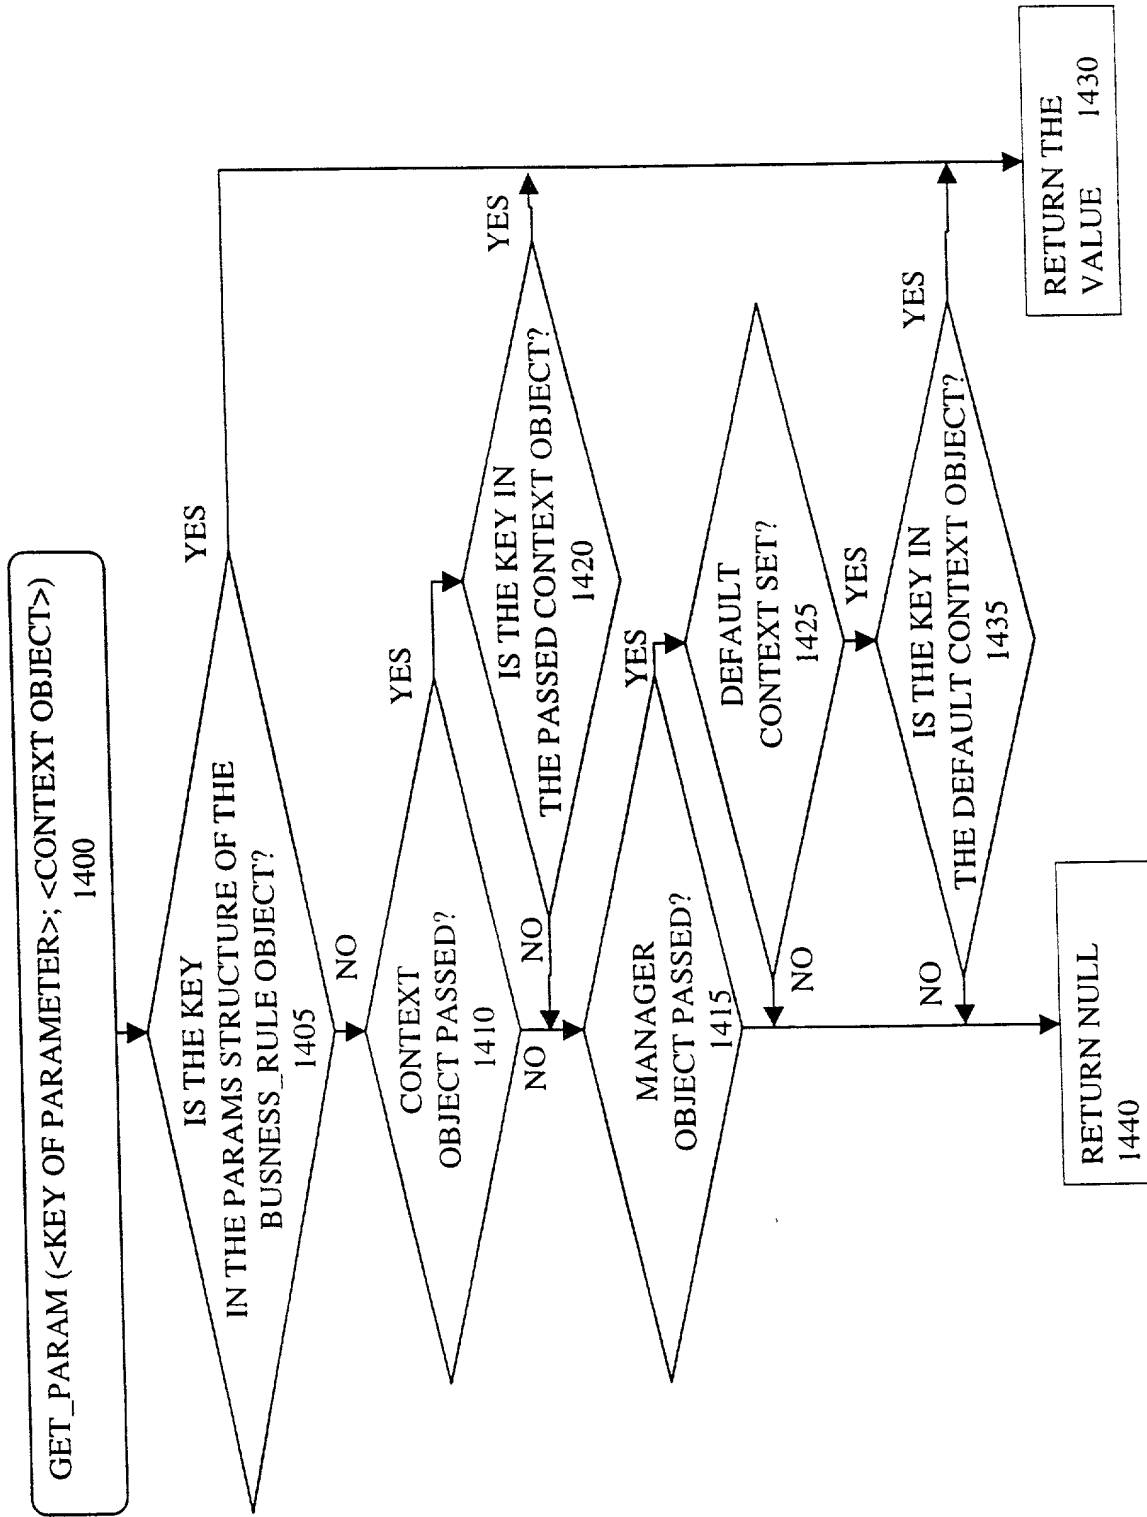 GET_PARAM (<KEY OF PARAMETER>; <CONTEXT OBJECT>)
1400
IS THE KEY
IN THE PARAMS STRUCTURE OF THE
BUSNESS_RULE OBJECT?
1405
YES
NO
CONTEXT
OBJECT PASSED?
1410
YES
NO
IS THE KEY IN
THE PASSED CONTEXT OBJECT?
1420
YES
NO
MANAGER
OBJECT PASSED?
1415
YES
DEFAULT
CONTEXT SET?
1425
YES
NO
IS THE KEY IN
THE DEFAULT CONTEXT OBJECT?
1435
YES
NO
RETURN THE
VALUE 1430
RETURN NULL
1440